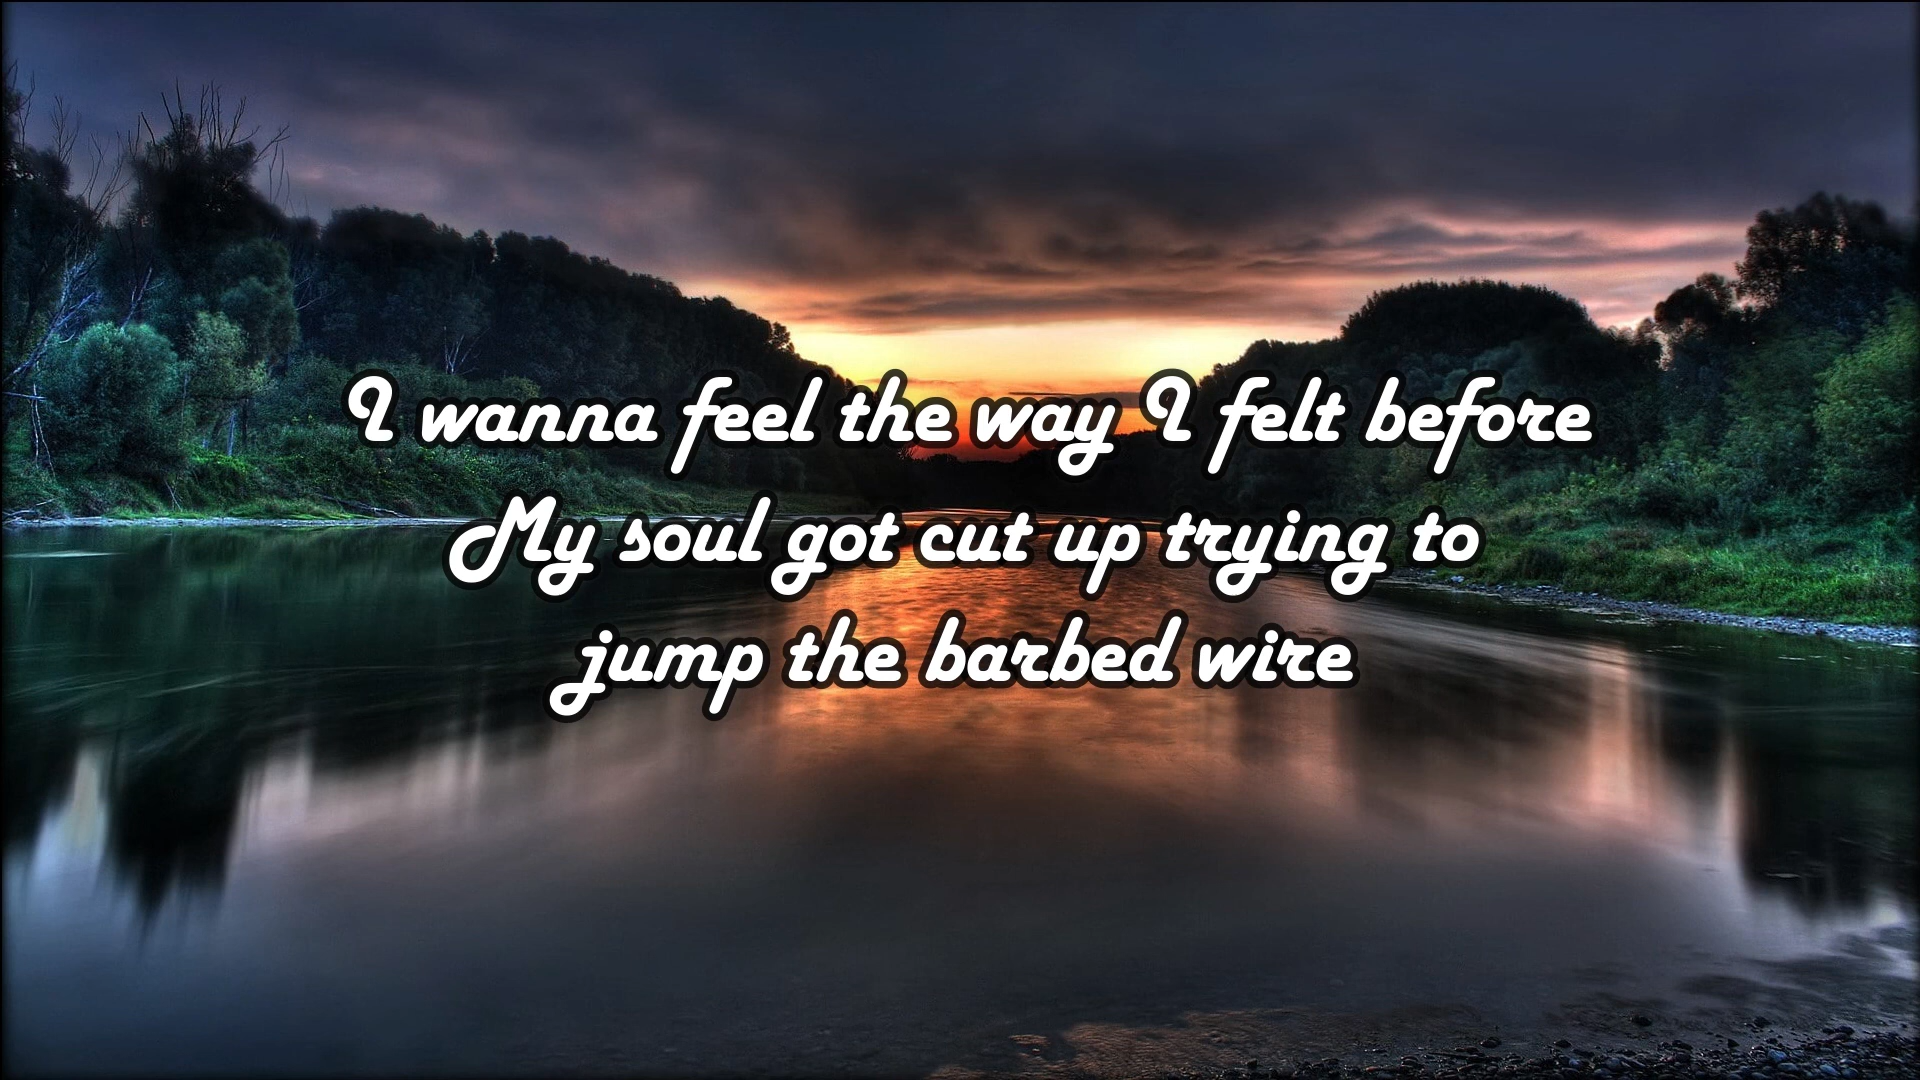 I wanna feel the way I felt before
My soul got cut up trying to
jump the barbed wire